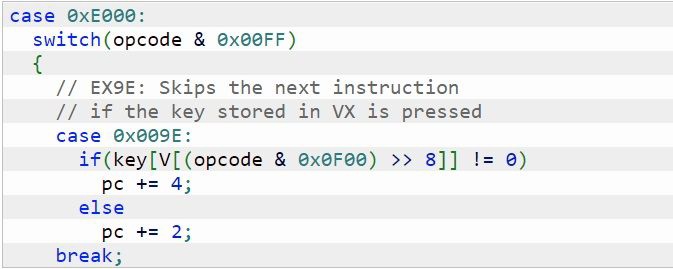 case 0xE000:
  switch(opcode & 0x00FF)
  {
    // EX9E: Skips the next instruction
    // if the key stored in VX is pressed
    case 0x009E:
      if(key[V[(opcode & 0x0F00) >> 8]] != 0)
        pc += 4;
      else
        pc += 2;
    break;